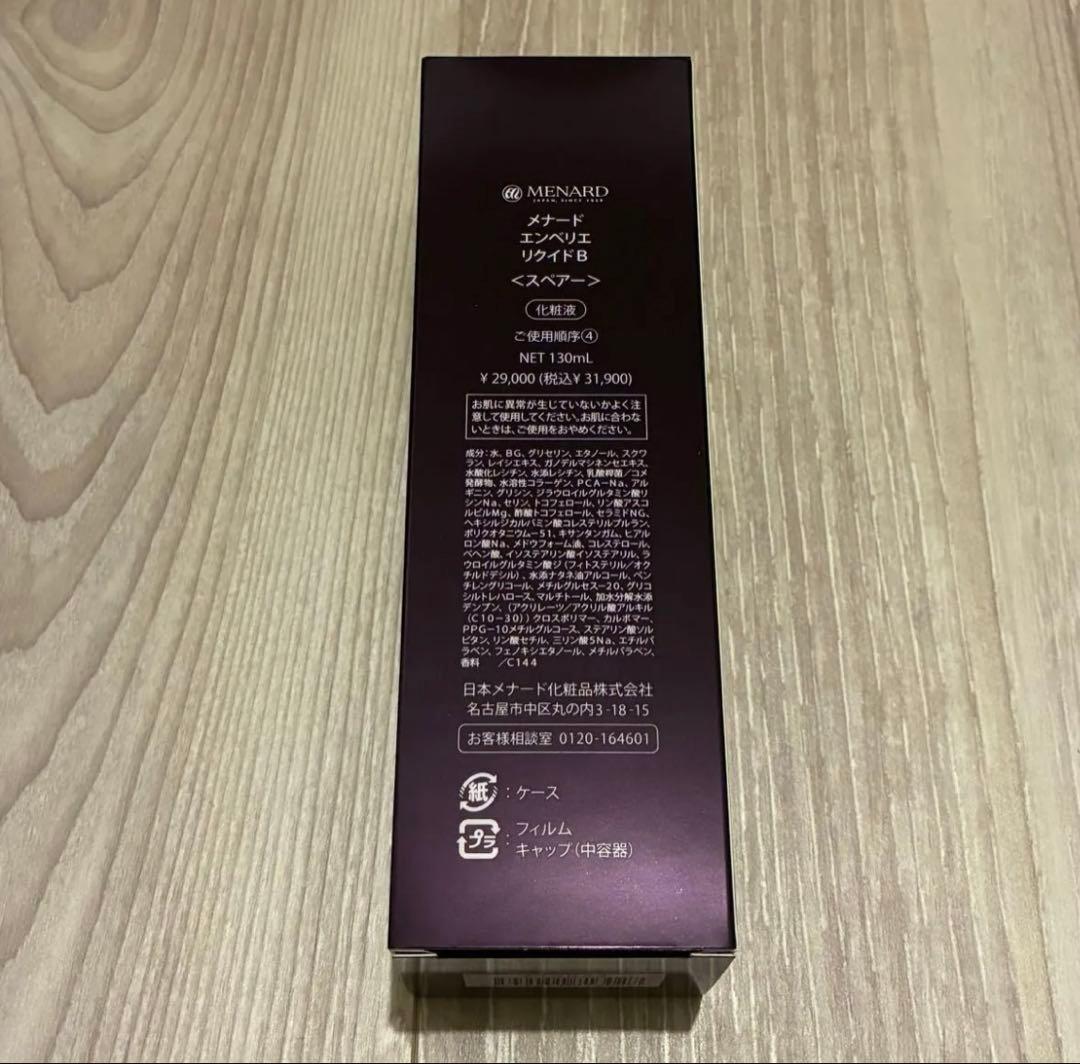 MENARD
JAPAN, SINCE 1959
メナード
エンベリエ
リクイドB
＜スペアー＞
化粧液
ご使用順序④
NET 130mL
¥ 29,000 (税込¥ 31,900)
お肌に異常が生じていないかよく注
意して使用してください。お肌に合わな
いときは、ご使用をおやめください。
成分：水、BG、グリセリン、エタノール、スクワ
ラン、レイシエキス、ガノデルマシネンセエキス、
水酸化レシチン、水添レシチン、乳酸桿菌／コメ
発酵物、水溶性コラーゲン、PCA－Na、アル
ギニン、グリシン、ジラウロイルグルタミン酸リ
シンNa、セリン、トコフェロール、リン酸アスコ
ルビルMg、酢酸トコフェロール、セラミドNG、
ヘキシルジカルバミン酸コレステリルプルラン、
ポリクオタニウム－51、キサンタンガム、ヒアル
ロン酸Na、メドウフォーム油、コレステロール、
ベヘン酸、イソステアリン酸イソステアリル、ラ
ウロイルグルタミン酸ジ（フィトステリル／オク
チルドデシル）、水添ナタネ油アルコール、ペン
チレングリコール、メチルグルセス－20、グリコ
シルトレハロース、マルチトール、加水分解水添
デンプン、（アクリレーツ／アクリル酸アルキル
（C10－30））クロスポリマー、カルボマー、
PPG－10メチルグルコース、ステアリン酸ソル
ビタン、リン酸セチル、三リン酸5Na、エチルパ
ラベン、フェノキシエタノール、メチルパラベン、
香料 ／C144
日本メナード化粧品株式会社
名古屋市中区丸の内3-18-15
お客様相談室 0120-164601
紙：ケース
プラ：フィルム
キャップ（中容器）